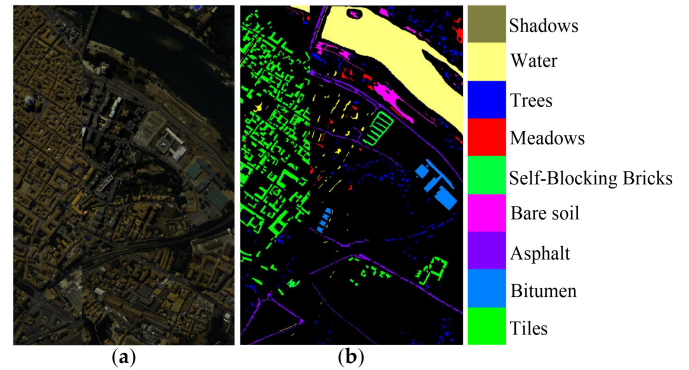 Shadows
Water
Trees
Meadows
Self-Blocking Bricks
Bare soil
Asphalt
Bitumen
Tiles
(a)
(b)